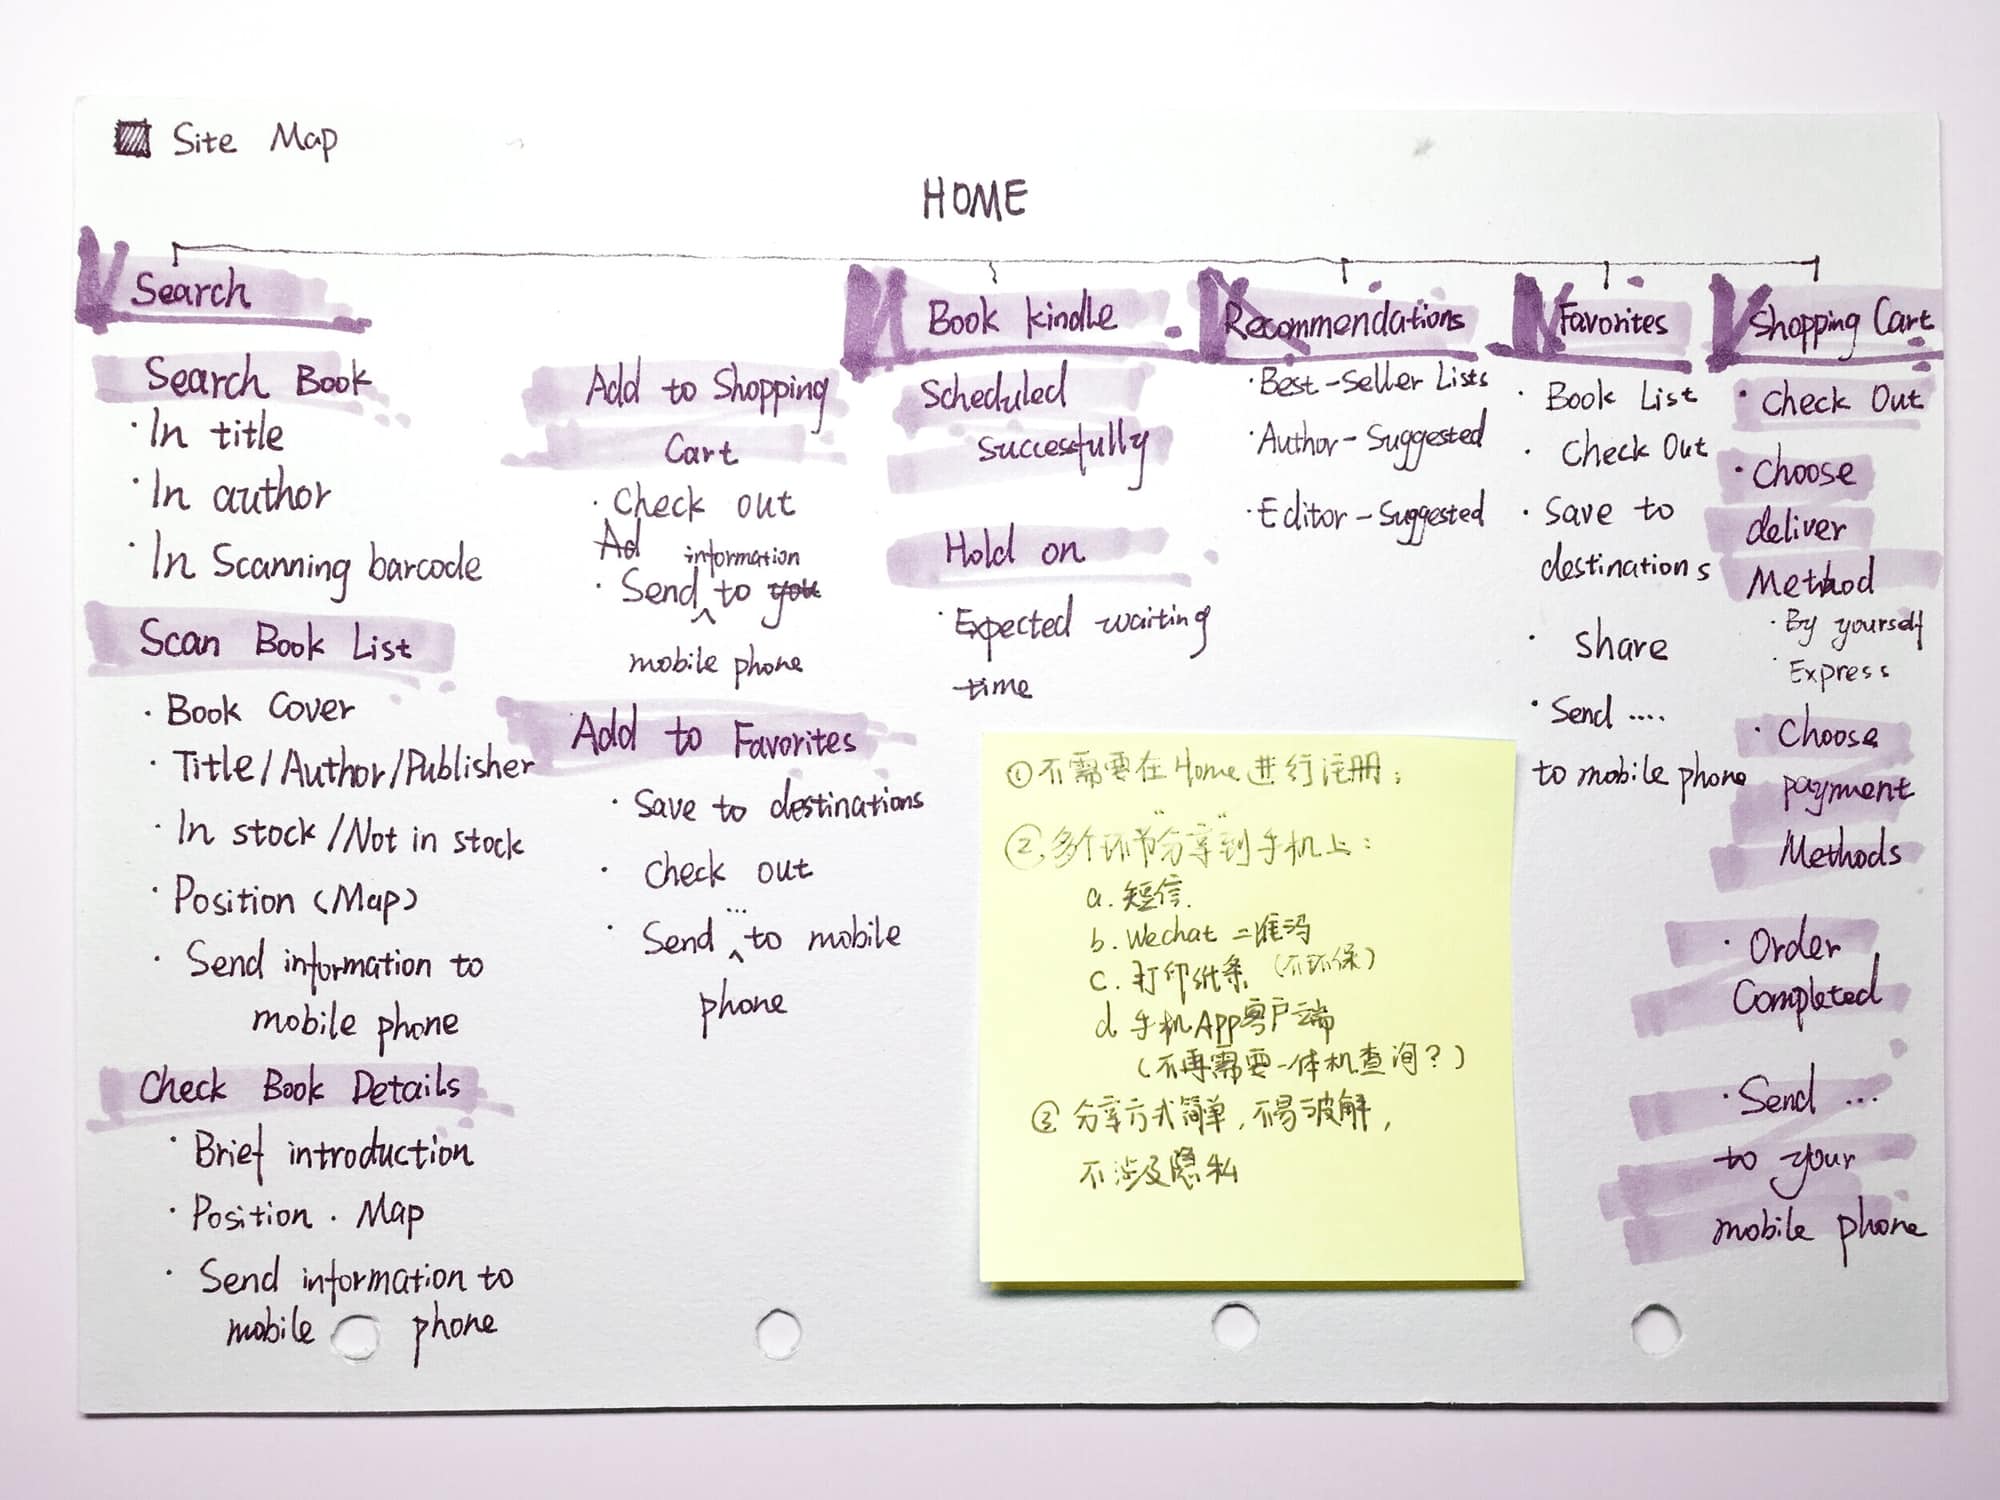 Site Map
HOME
Search
Search Book
· In title
· In author
· In Scanning barcode
Scan Book List
· Book Cover
· Title/Author/Publisher
· In stock/Not in stock
· Position (Map)
· Send information to
mobile phone
Check Book Details
· Brief introduction
· Position · Map
· Send information to
mobile phone
Add to Shopping
Cart
· Check out
Ad
information
· Send to you
mobile phone
Add to Favorites
· Save to destinations
· Check out
...
· Send to mobile
phone
Book kindle
Scheduled
Successfully
Hold on
· Expected waiting
time
Recommendations
· Best-Seller Lists
· Author-Suggested
· Editor-Suggested
Favorites
· Book List
· Check Out
· Save to
destinations
· Share
· Send ....
to mobile phone
Shopping Cart
· Check Out
· Choose
deliver
Method
· By yourself
· Express
· Choose
payment
Methods
· Order
Completed
· Send ...
to your
mobile phone
① 不需要在Home进行注册；
② 多个环节“分享”到手机上：
a. 短信.
b. Wechat 二维码
c. 打印纸条（不环保）
d. 手机App客户端
（不再需要一体机查询？）
③ 分享方式简单，不易破解，
不涉及隐私